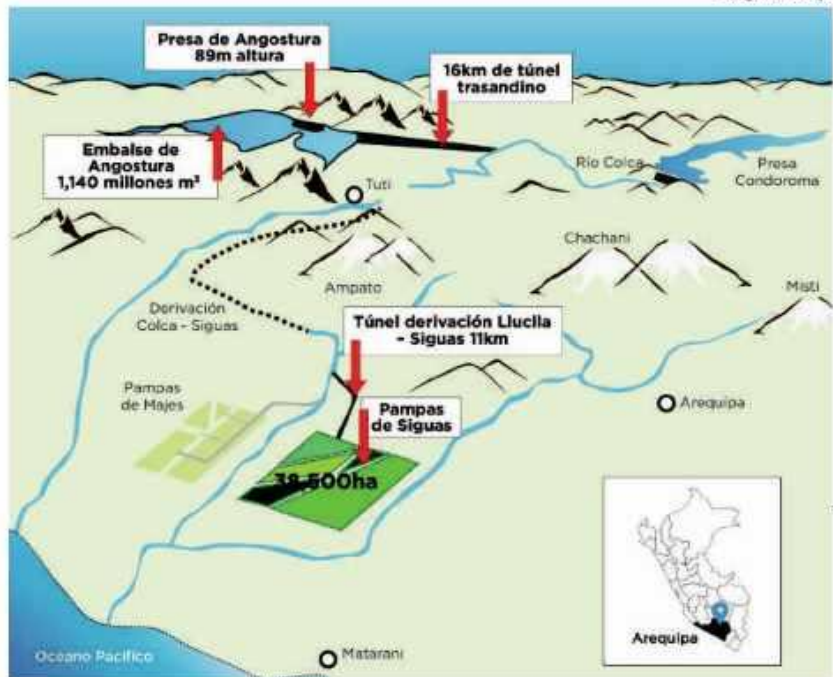 Presa de Angostura
89m altura
16km de túnel
trasandino
Embalse de
Angostura
1,140 millones m³
Río Colca
Presa
Condoroma
Tuti
Chachani
Ampato
Misti
Derivación
Colca - Siguas
Túnel derivación Lluclla
- Siguas 11km
Pampas
de Majes
Pampas
de Siguas
Arequipa
38,500ha
Arequipa
Oceano Pacífico
Matarani